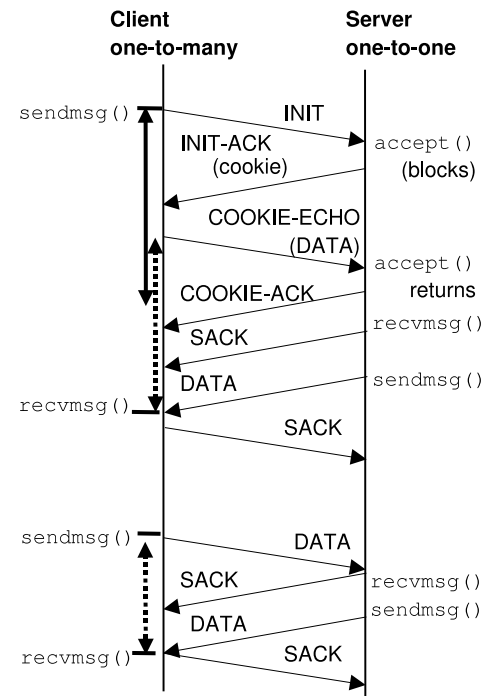 Client
one-to-many
Server
one-to-one
sendmsg()
INIT
INIT-ACK
(cookie)
accept()
(blocks)
COOKIE-ECHO
(DATA)
accept()
returns
COOKIE-ACK
recvmsg()
SACK
DATA
sendmsg()
recvmsg()
SACK
sendmsg()
DATA
SACK
recvmsg()
sendmsg()
DATA
recvmsg()
SACK